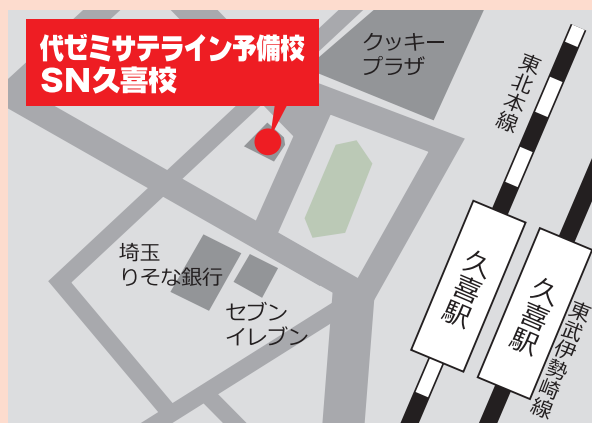 代ゼミサテライン予備校
SN久喜校
クッキー
プラザ
東北本線
埼玉
りそな銀行
セブン
イレブン
久喜駅
久喜駅
東武伊勢崎線